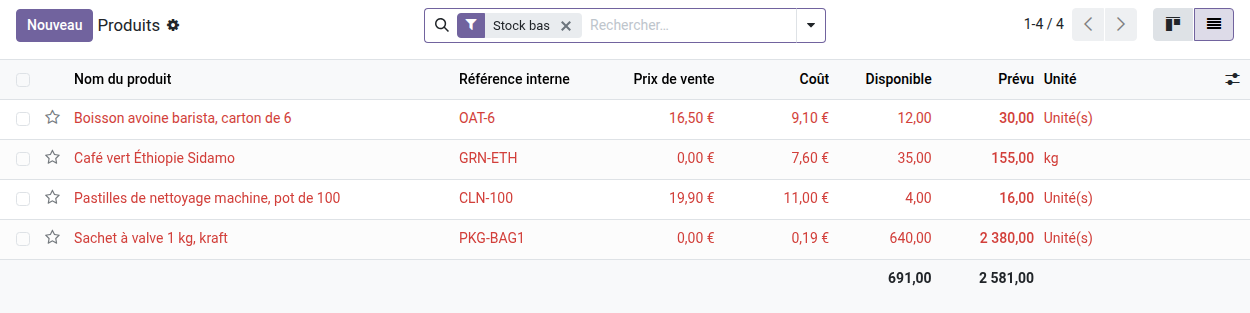 Nouveau Produits Stock bas Rechercher... 1-4 / 4
Nom du produit Référence interne Prix de vente Coût Disponible Prévu Unité
Boisson avoine barista, carton de 6 OAT-6 16,50 € 9,10 € 12,00 30,00 Unité(s)
Café vert Éthiopie Sidamo GRN-ETH 0,00 € 7,60 € 35,00 155,00 kg
Pastilles de nettoyage machine, pot de 100 CLN-100 19,90 € 11,00 € 4,00 16,00 Unité(s)
Sachet à valve 1 kg, kraft PKG-BAG1 0,00 € 0,19 € 640,00 2 380,00 Unité(s)
691,00 2 581,00